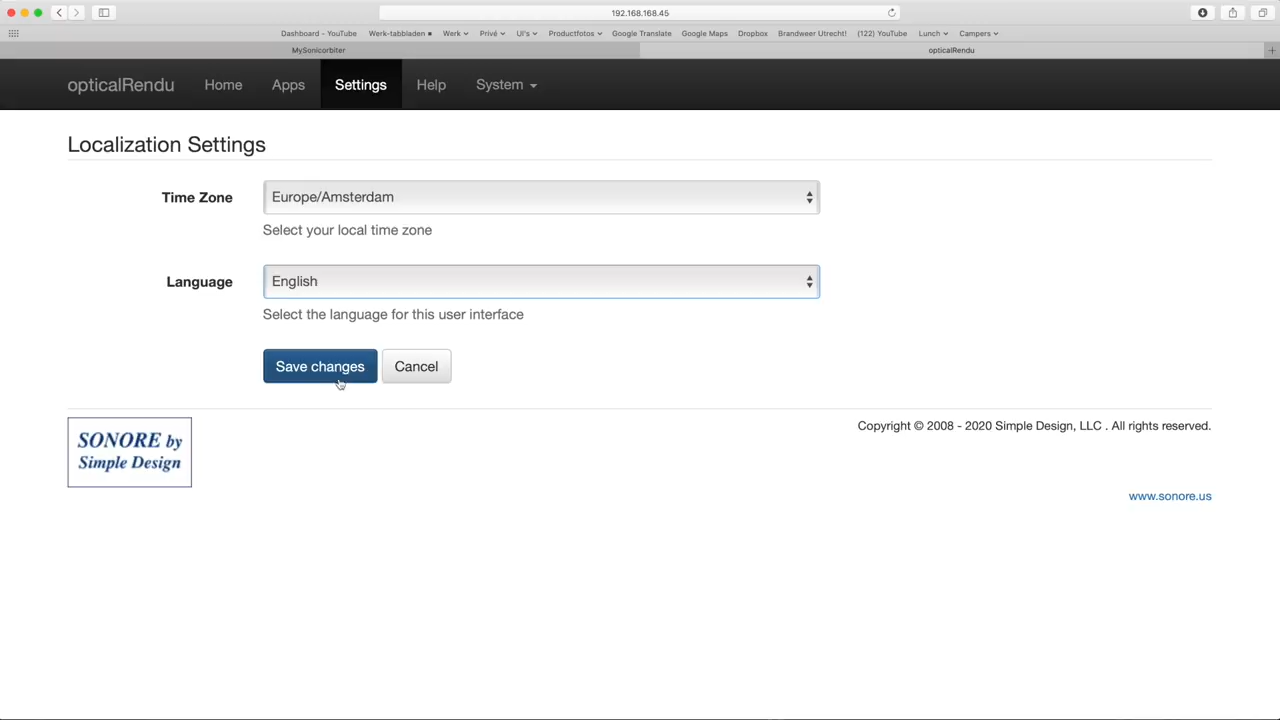 192.168.168.45
Dashboard - YouTube Werk-tabbladen Werk Privé UI's Productfotos Google Translate Google Maps Dropbox Brandweer Utrecht! (122) YouTube Lunch Campers
MySonicorbiter opticalRendu
opticalRendu Home Apps Settings Help System
Localization Settings
Time Zone Europe/Amsterdam
Select your local time zone
Language English
Select the language for this user interface
Save changes Cancel
Copyright © 2008 - 2020 Simple Design, LLC . All rights reserved.
SONORE by
Simple Design
www.sonore.us